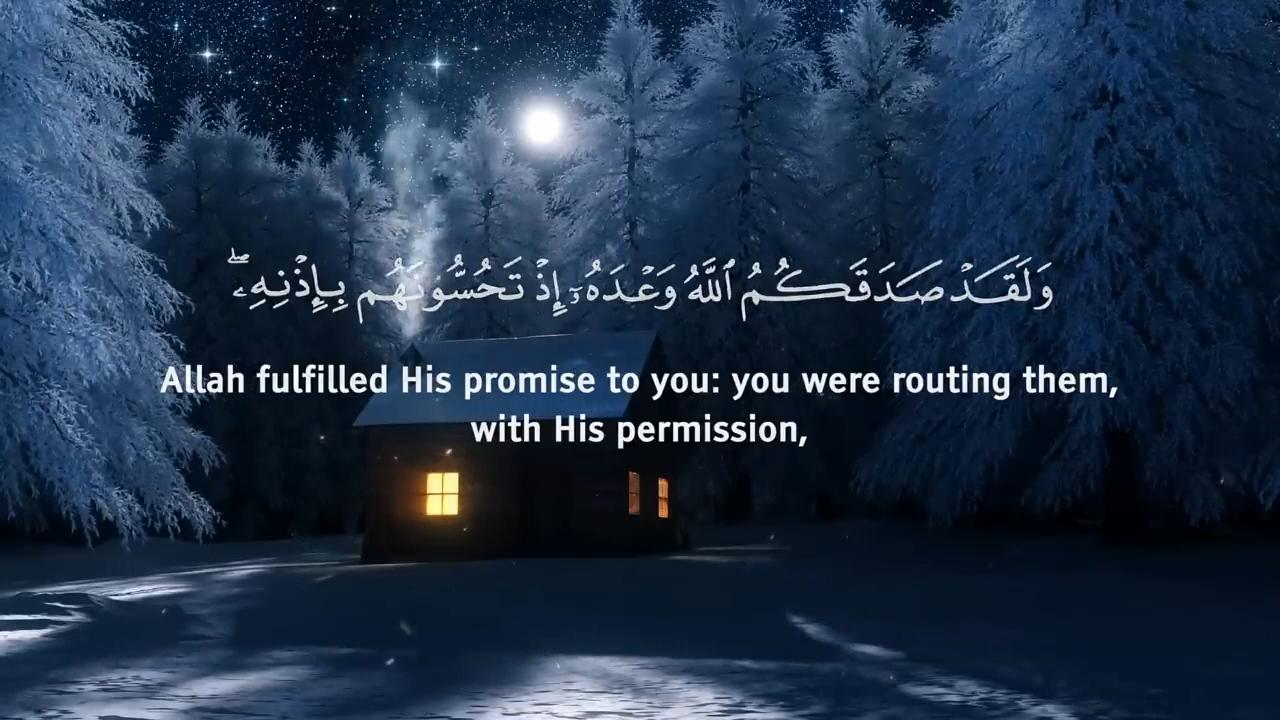 وَلَقَدْ صَدَقَكُمُ ٱللَّهُ وَعْدَهُۥٓ إِذْ تَحُسُّونَهُم بِإِذْنِهِۦ ۖ
Allah fulfilled His promise to you: you were routing them,
with His permission,